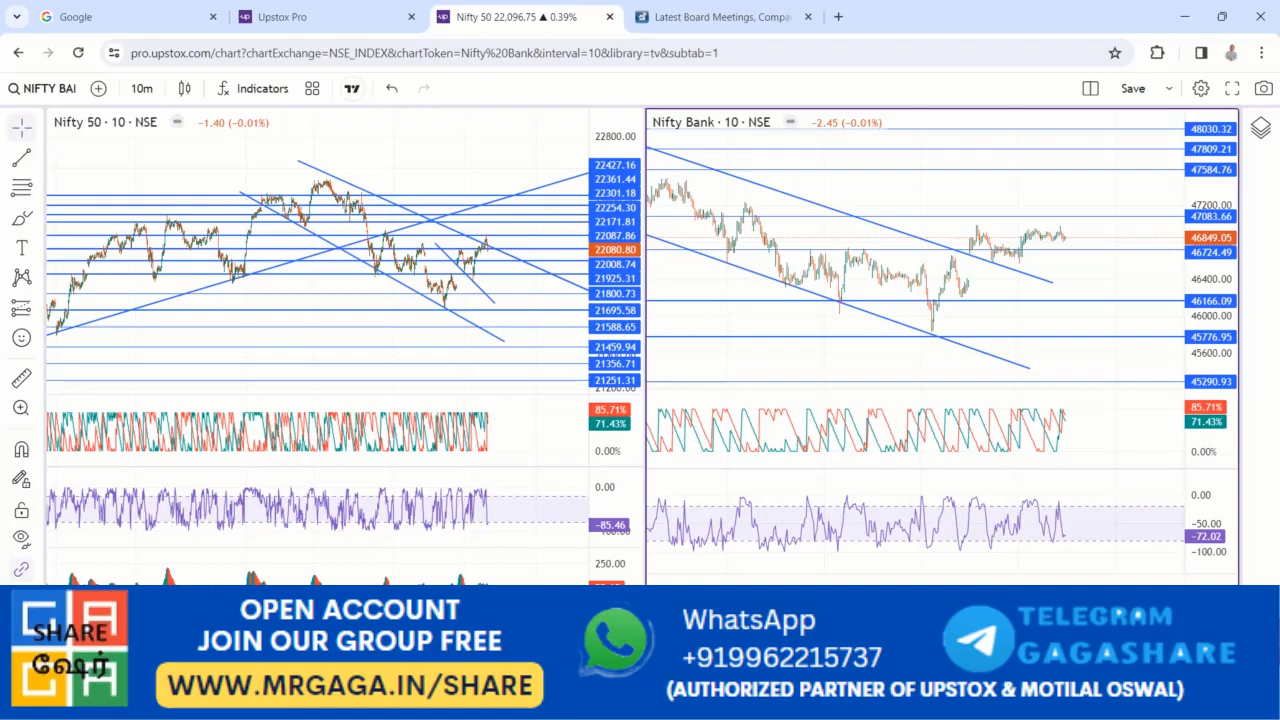 Google
Upstox Pro
Nifty 50 22,096.75 ▲ 0.39%
Latest Board Meetings, Compa
pro.upstox.com/chart?chartExchange=NSE_INDEX&chartToken=Nifty%20Bank&interval=10&library=tv&subtab=1
NIFTY BAI
10m
Indicators
Save
Nifty 50 · 10 · NSE
−1.40 (−0.01%)
22800.00
22427.16
22361.44
22301.18
22254.30
22171.81
22087.86
22080.80
22008.74
21925.31
21800.73
21695.58
21588.65
21459.94
21356.71
21251.31
21200.00
85.71%
71.43%
0.00%
0.00
−85.46
250.00
Nifty Bank · 10 · NSE
−2.45 (−0.01%)
48030.32
47809.21
47584.76
47200.00
47083.66
46849.05
46724.49
46400.00
46166.09
46000.00
45776.95
45600.00
45290.93
85.71%
71.43%
0.00%
0.00
−50.00
−72.02
−100.00
GAGA
SHARE
ஷேர்
OPEN ACCOUNT
JOIN OUR GROUP FREE
WWW.MRGAGA.IN/SHARE
WhatsApp
+919962215737
TELEGRAM
GAGASHARE
(AUTHORIZED PARTNER OF UPSTOX & MOTILAL OSWAL)